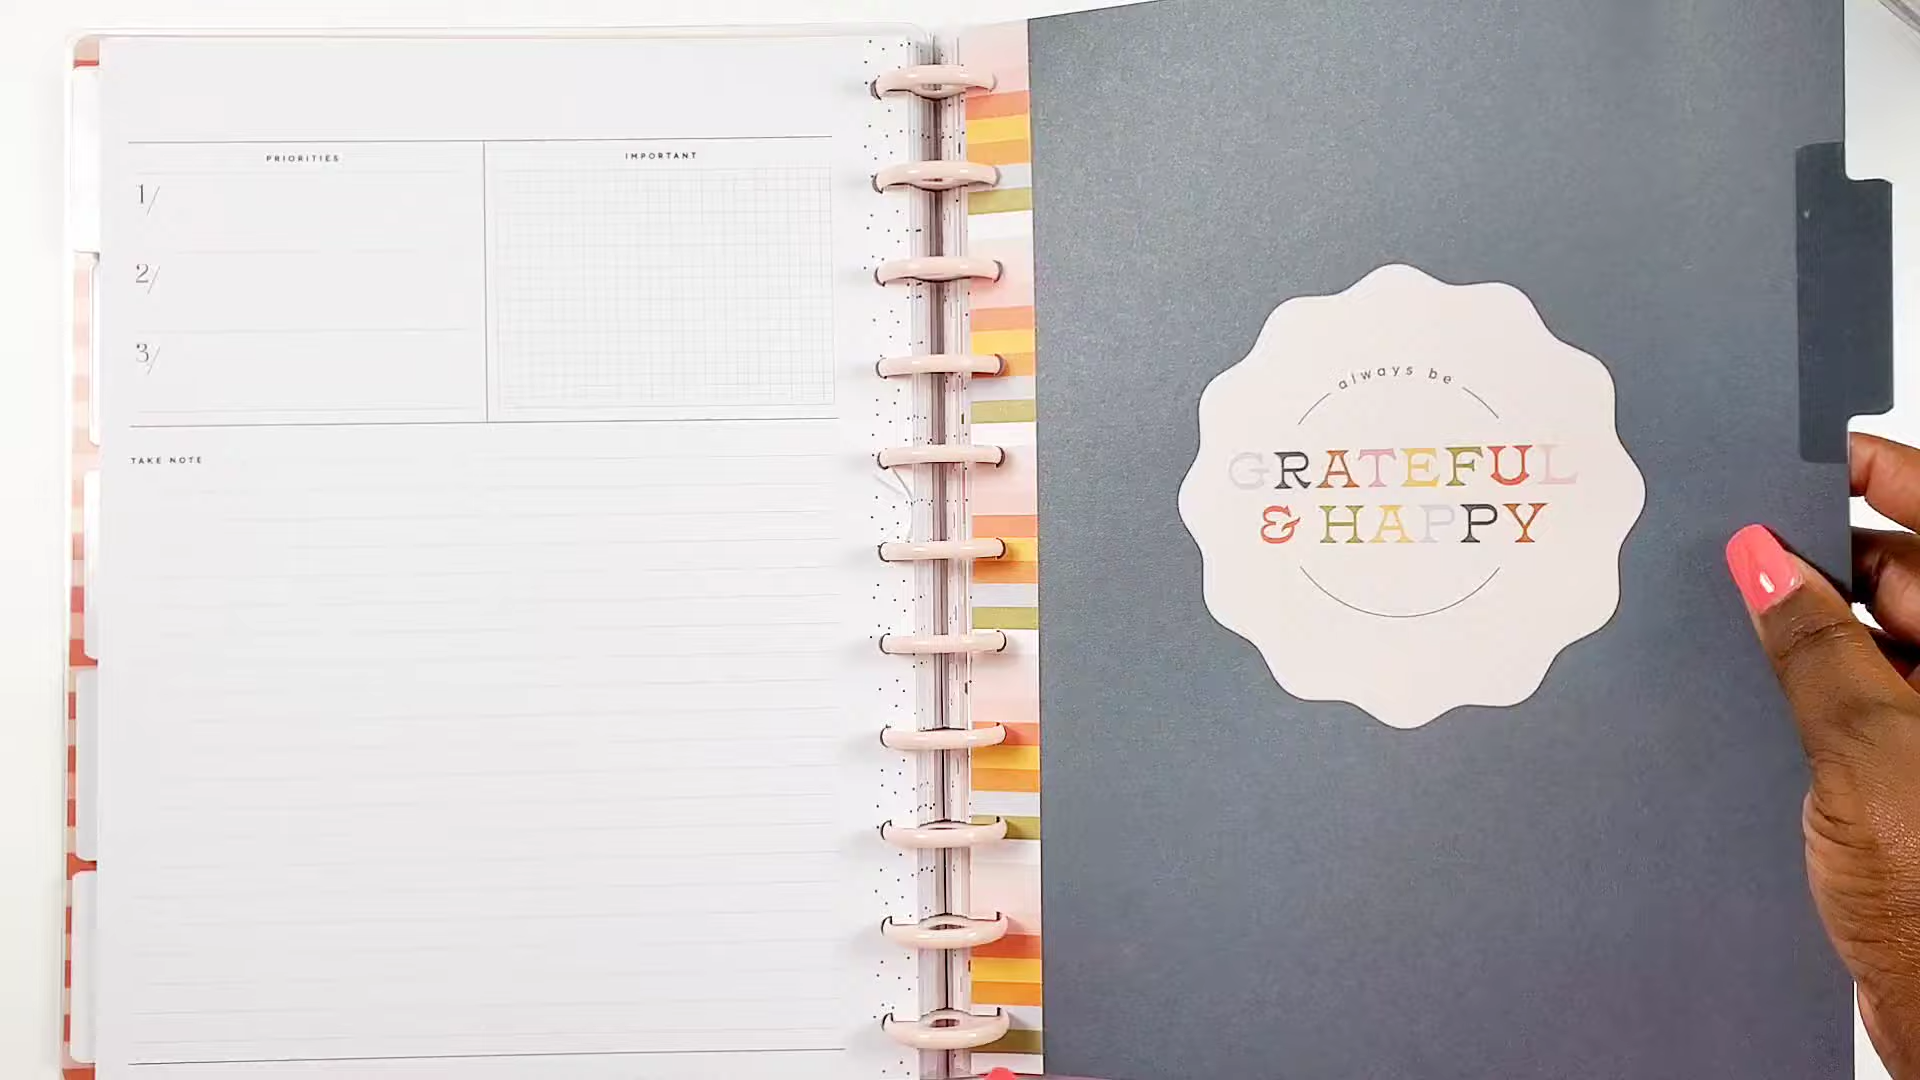 PRIORITIES
1/
2/
3/
IMPORTANT
TAKE NOTE
always be
GRATEFUL
& HAPPY